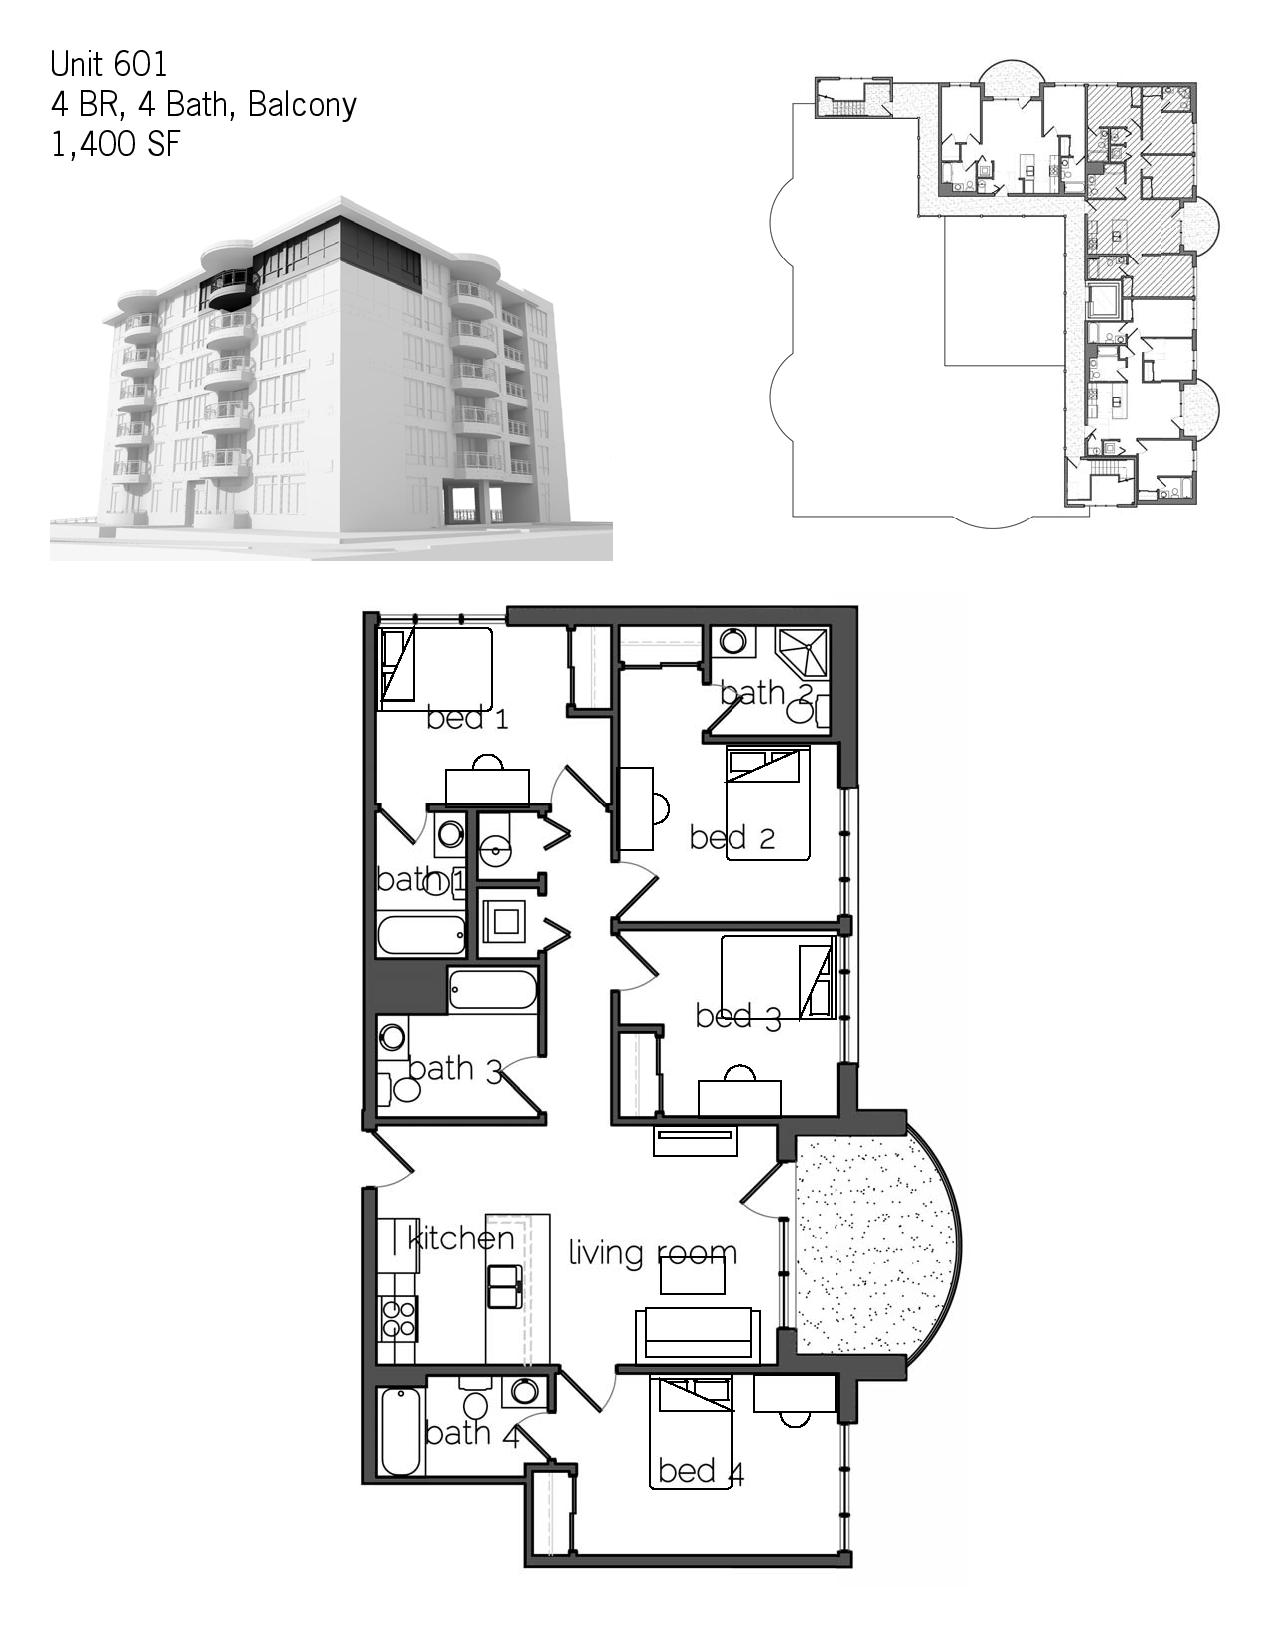 Unit 601
4 BR, 4 Bath, Balcony
1,400 SF
bath 2
bed 1
bed 2
bath 1
bed 3
bath 3
kitchen
living room
bath 4
bed 4